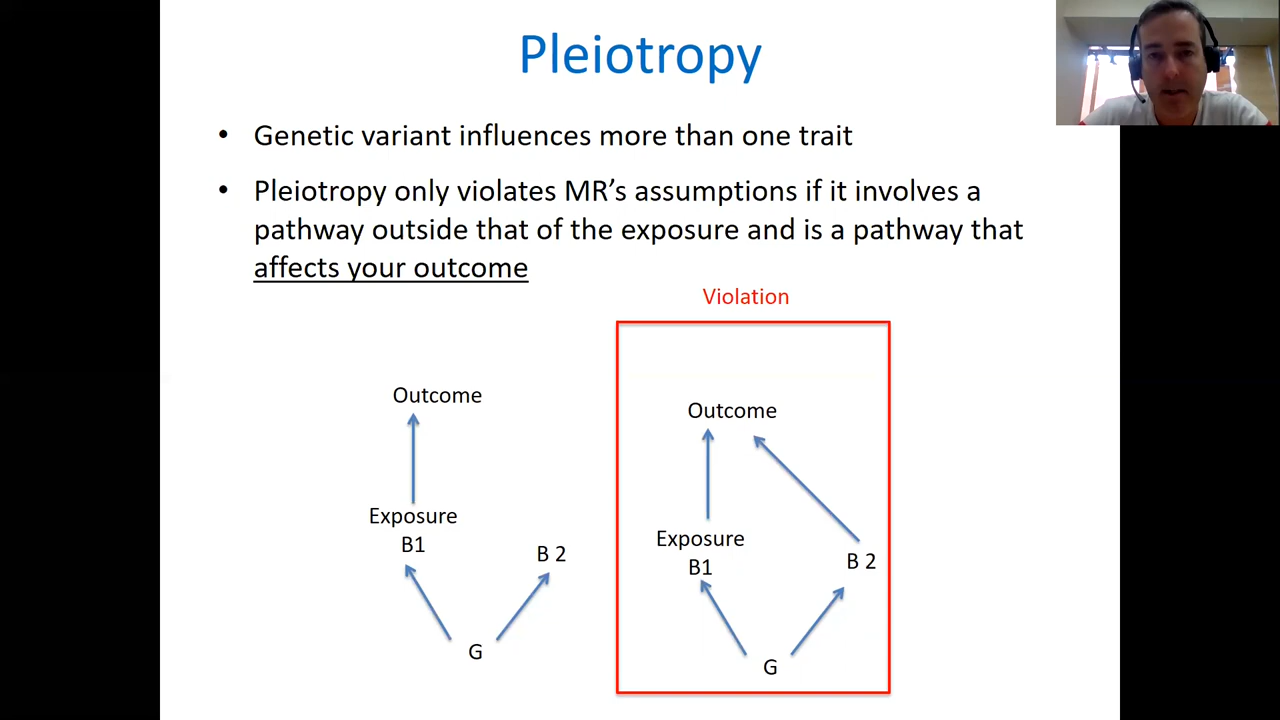 Pleiotropy
• Genetic variant influences more than one trait
• Pleiotropy only violates MR’s assumptions if it involves a
pathway outside that of the exposure and is a pathway that
affects your outcome
Violation
Outcome
Exposure
B1
B 2
G
Outcome
Exposure
B1
B 2
G